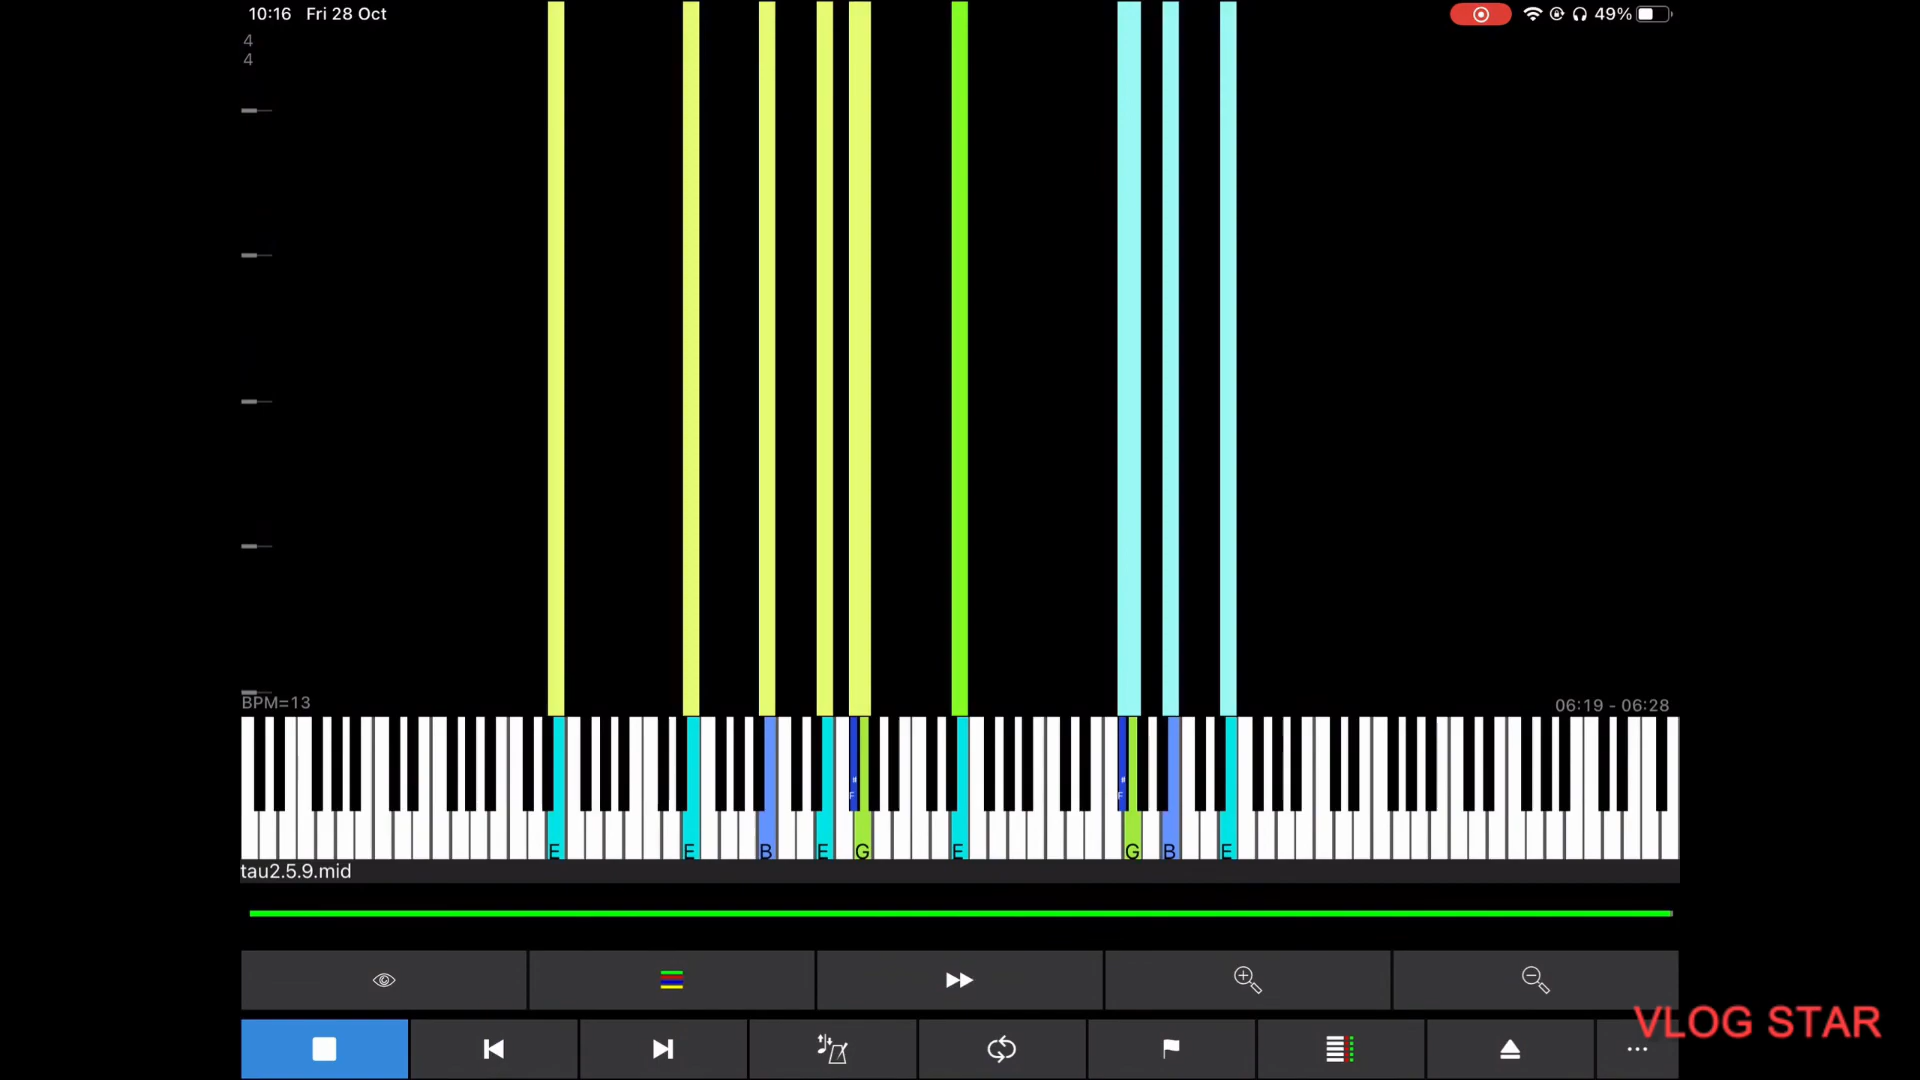 10:16 Fri 28 Oct
49%
4
4
BPM=13
06:19 - 06:28
#
F
#
F
E
E
B
E
G
E
G
B
E
tau2.5.9.mid
VLOG STAR